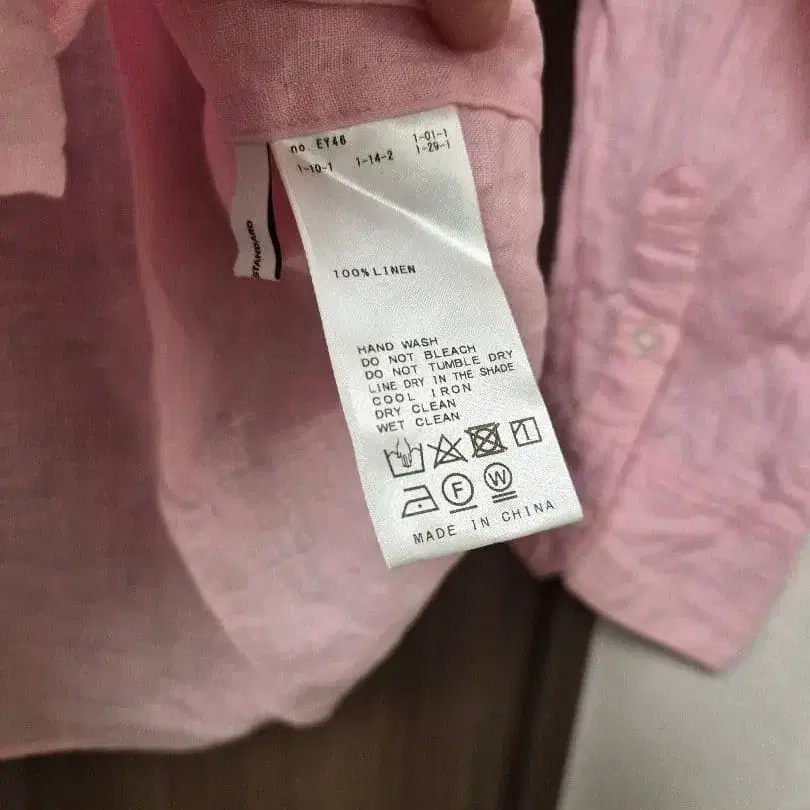 no. EY46
1-01-1
1-10-1 1-14-2 1-29-1
STANDARD
100% LINEN
HAND WASH
DO NOT BLEACH
DO NOT TUMBLE DRY
LINE DRY IN THE SHADE
COOL IRON
DRY CLEAN
WET CLEAN
F W
MADE IN CHINA